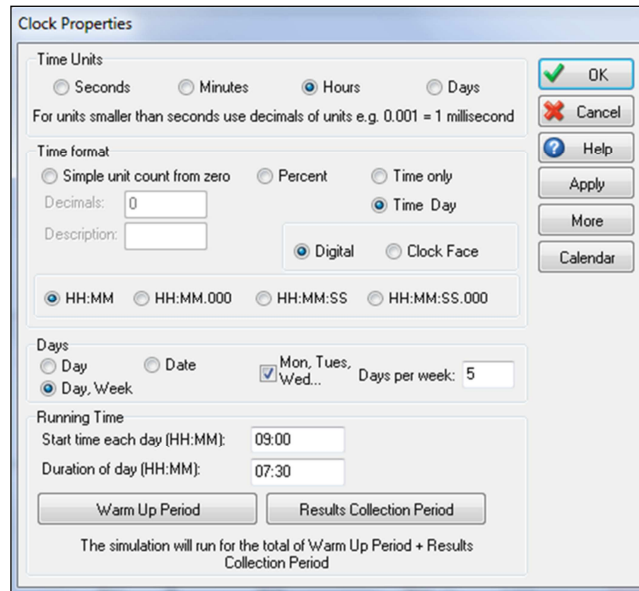 Clock Properties
Time Units
Seconds Minutes Hours Days
For units smaller than seconds use decimals of units e.g. 0.001 = 1 millisecond
Time format
Simple unit count from zero Percent Time only
Decimals: 0 Time Day
Description:
Digital Clock Face
HH:MM HH:MM.000 HH:MM:SS HH:MM:SS.000
Days
Day Date Mon, Tues,
Day, Week Wed... Days per week: 5
Running Time
Start time each day (HH:MM): 09:00
Duration of day (HH:MM): 07:30
Warm Up Period Results Collection Period
The simulation will run for the total of Warm Up Period + Results
Collection Period
OK
Cancel
Help
Apply
More
Calendar